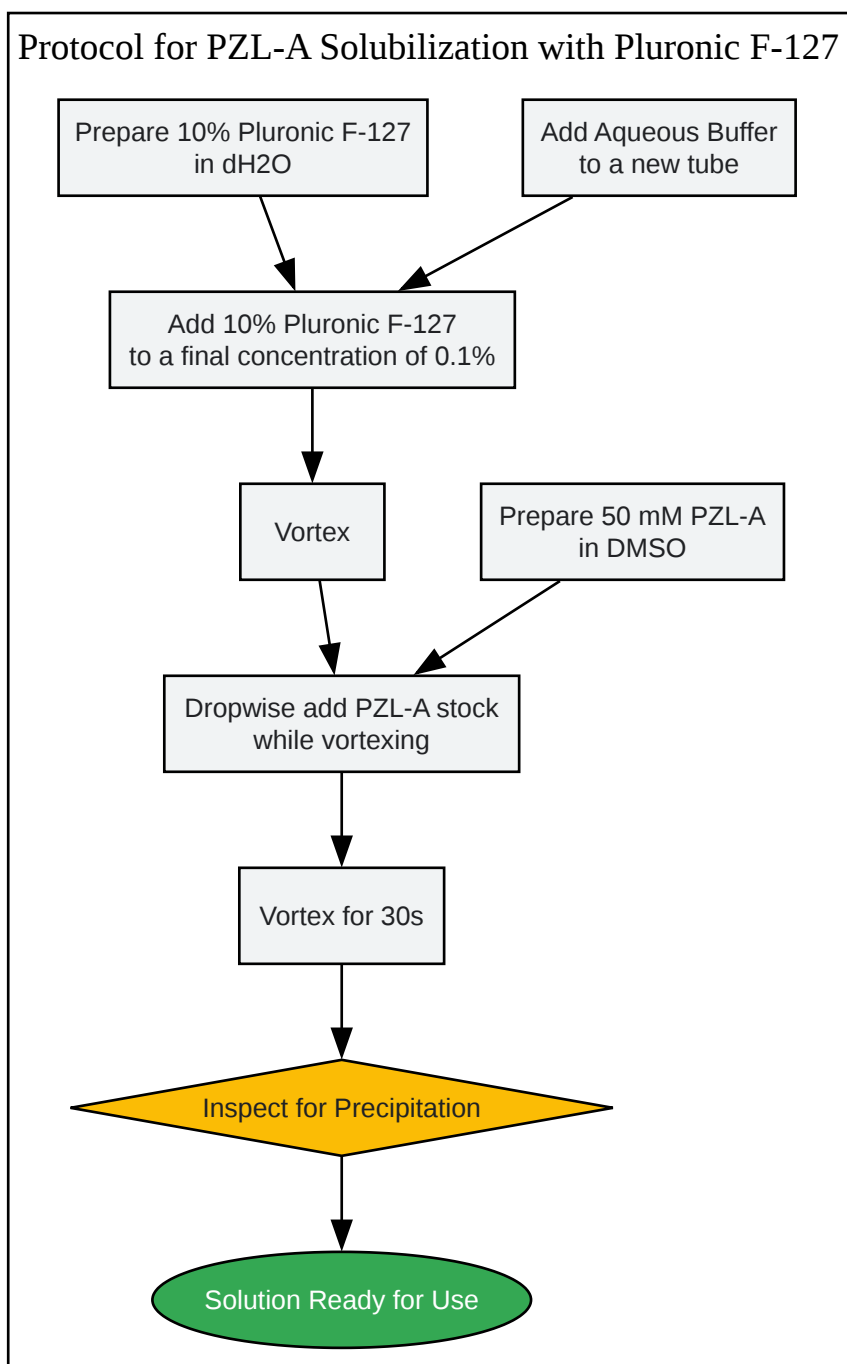 Protocol for PZL-A Solubilization with Pluronic F-127
Prepare 10% Pluronic F-127
in dH2O
Add Aqueous Buffer
to a new tube
Add 10% Pluronic F-127
to a final concentration of 0.1%
Vortex
Prepare 50 mM PZL-A
in DMSO
Dropwise add PZL-A stock
while vortexing
Vortex for 30s
Inspect for Precipitation
Solution Ready for Use